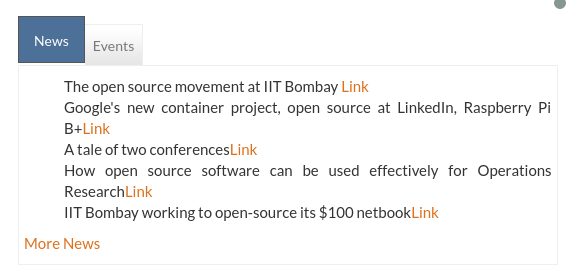 News
Events
The open source movement at IIT Bombay Link
Google's new container project, open source at LinkedIn, Raspberry Pi
B+Link
A tale of two conferencesLink
How open source software can be used effectively for Operations
ResearchLink
IIT Bombay working to open-source its $100 netbookLink
More News